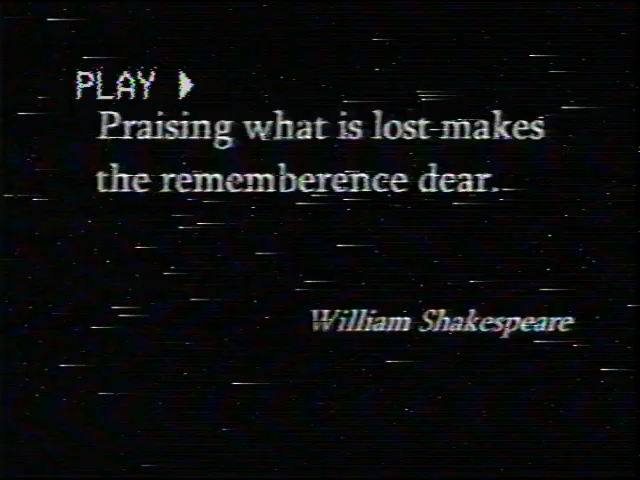 PLAY
Praising what is lost makes
the rememberence dear.
William Shakespeare